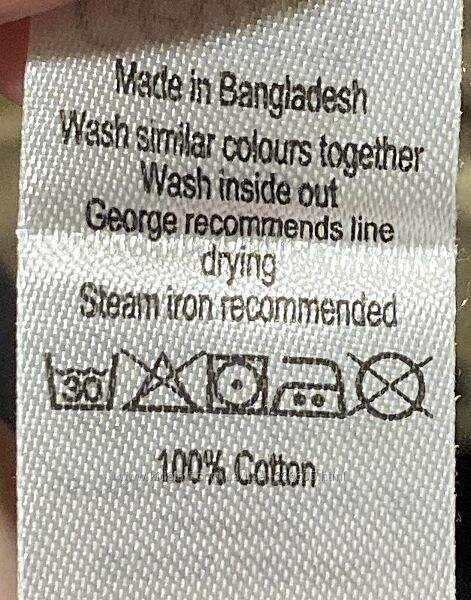 Made in Bangladesh
Wash similar colours together
Wash inside out
George recommends line
drying
Steam iron recommended
30
100% Cotton